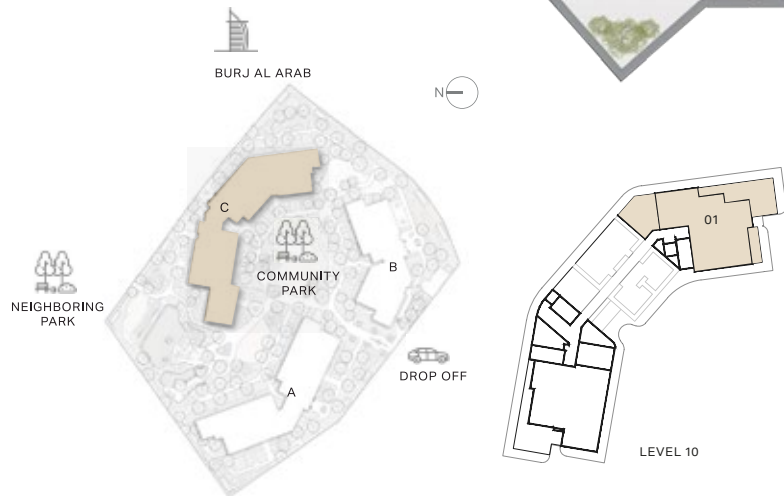 BURJ AL ARAB
N
C
01
COMMUNITY
PARK
B
NEIGHBORING
PARK
DROP OFF
A
LEVEL 10